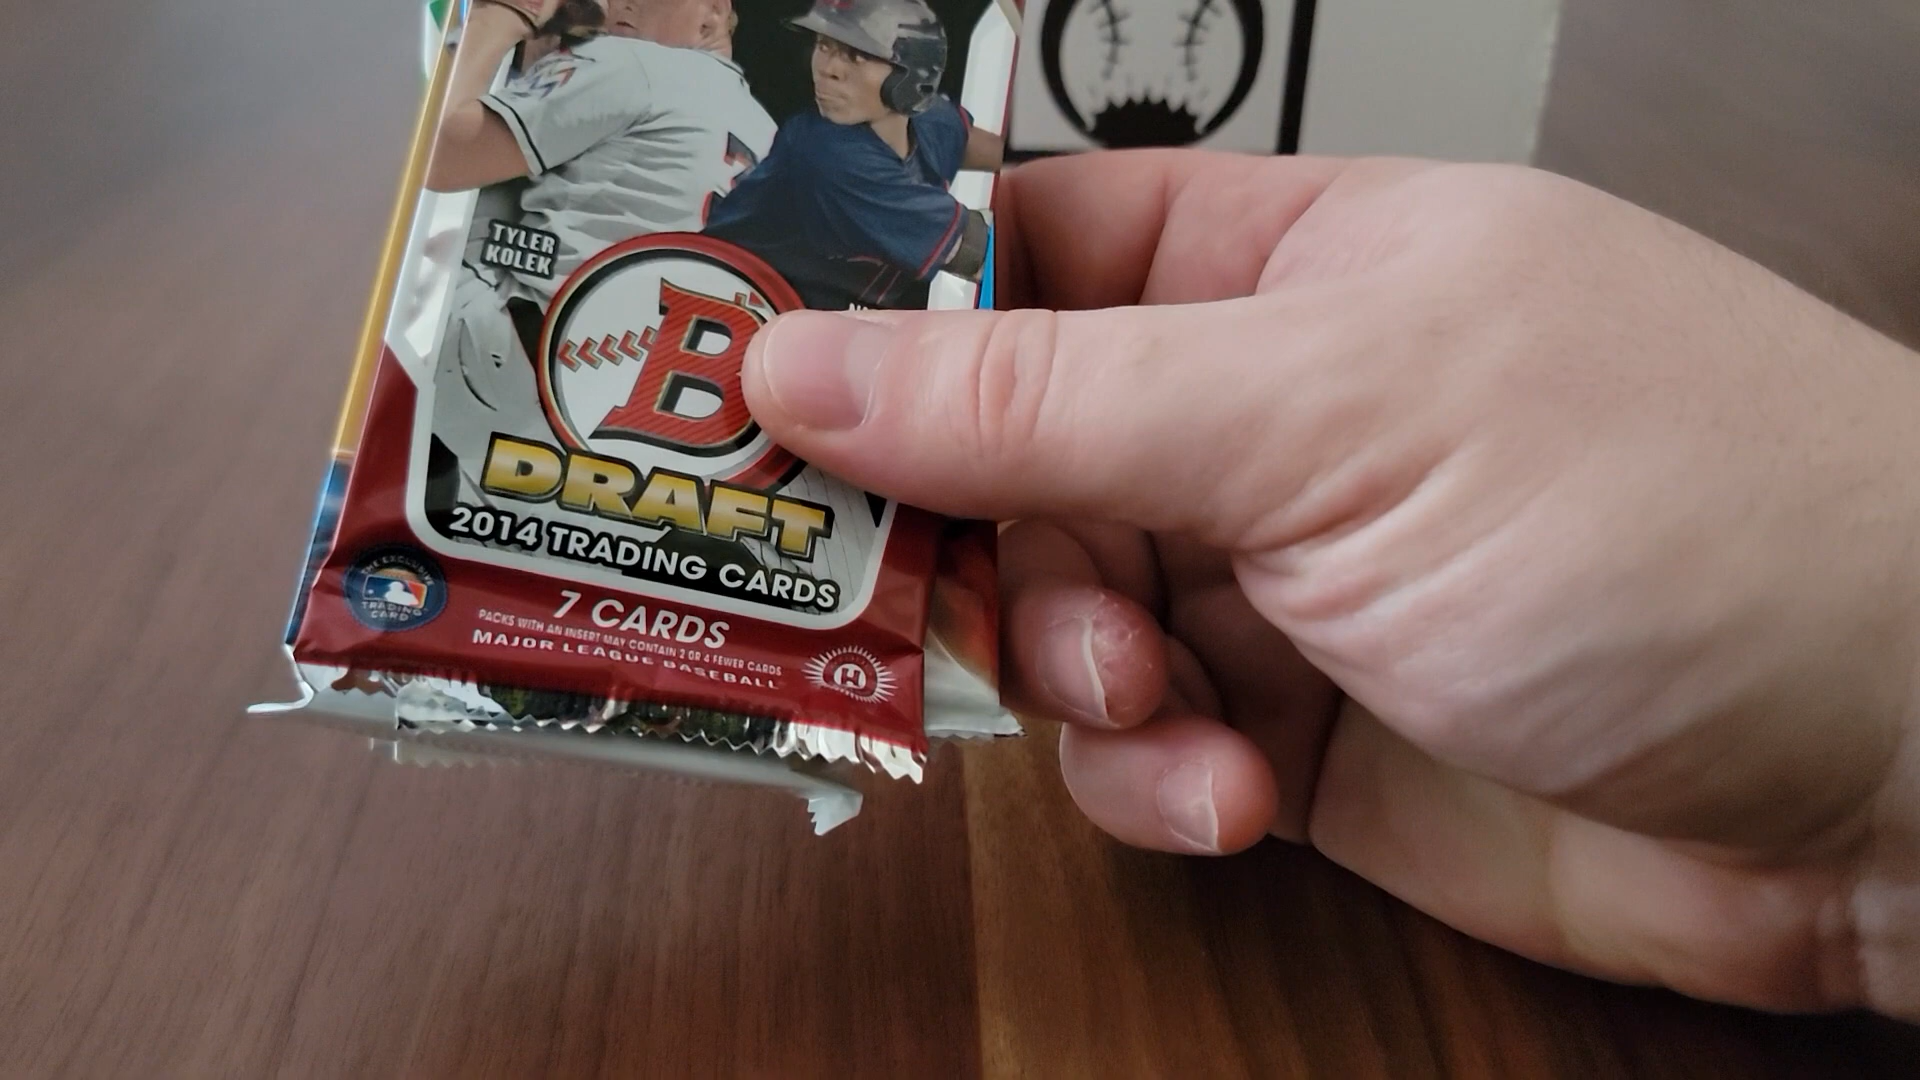 TYLER
KOLEK
B
DRAFT
2014 TRADING CARDS
THE EXCLUSIVE
TRADING
CARD
7 CARDS
PACKS WITH AN INSERT MAY CONTAIN 2 OR 4 FEWER CARDS
MAJOR LEAGUE BASEBALL
H